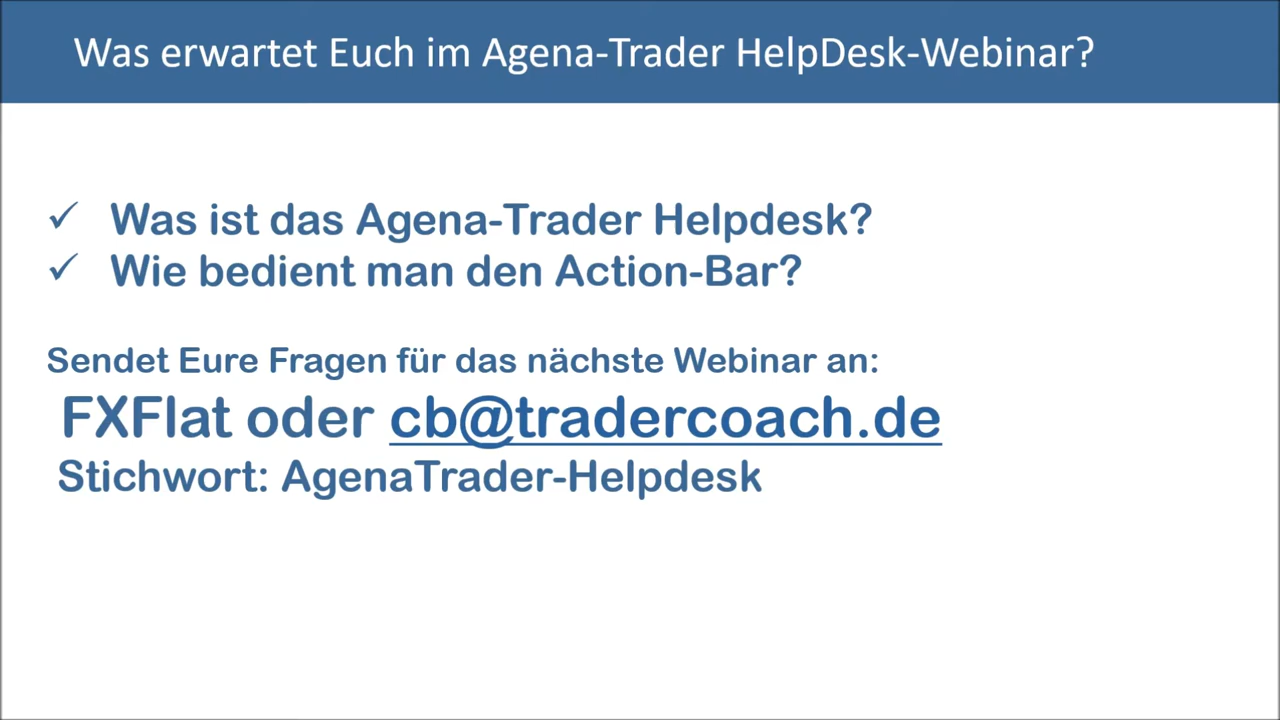 Was erwartet Euch im Agena-Trader HelpDesk-Webinar?
✓ Was ist das Agena-Trader Helpdesk?
✓ Wie bedient man den Action-Bar?
Sendet Eure Fragen für das nächste Webinar an:
FXFlat oder cb@tradercoach.de
Stichwort: AgenaTrader-Helpdesk